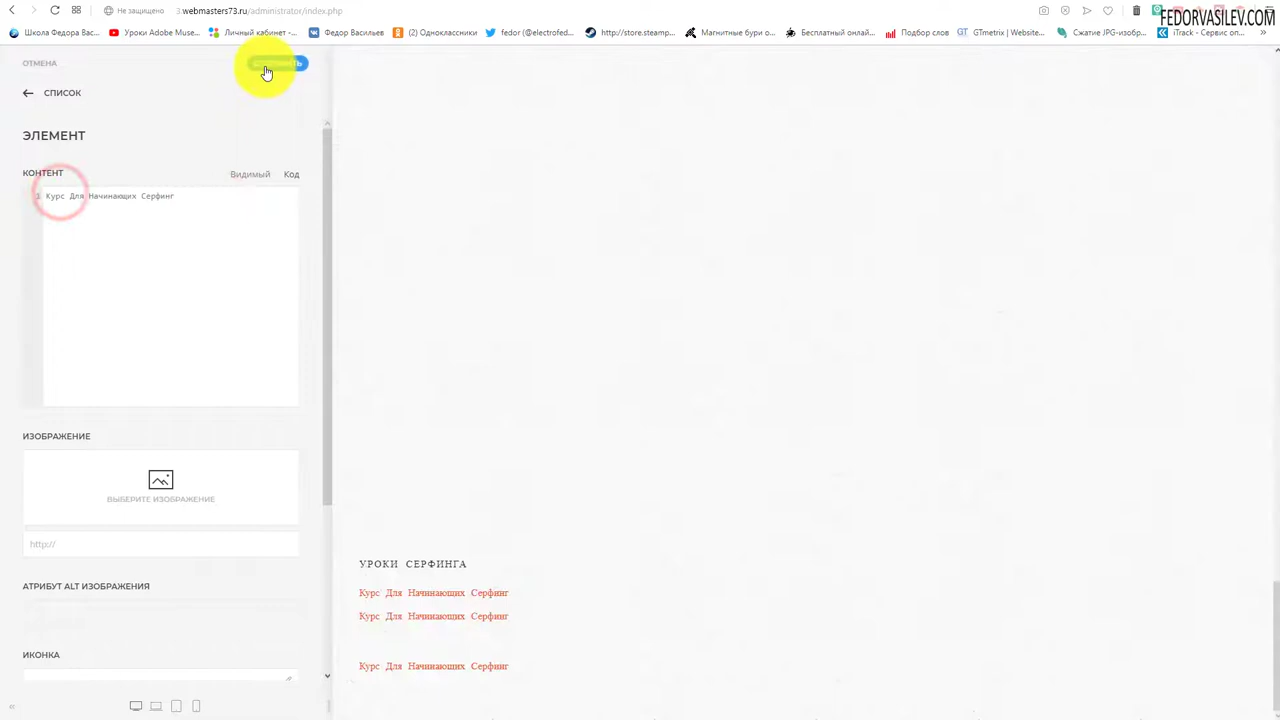 Не защищено
3.webmasters73.ru/administrator/index.php
FEDORVASILEV.COM
Школа Федора Вас...
Уроки Adobe Muse...
Личный кабинет -...
Федор Васильев
(2) Одноклассники
fedor (@electrofed...
http://store.steamp...
Магнитные бури о...
Бесплатный онлай...
Подбор слов
GTmetrix | Website...
Сжатие JPG-изобр...
iTrack - Сервис оп...
ОТМЕНА
СПИСОК
ЭЛЕМЕНТ
КОНТЕНТ
Видимый
Код
1 Курс Для Начинающих Серфинг
ИЗОБРАЖЕНИЕ
ВЫБЕРИТЕ ИЗОБРАЖЕНИЕ
http://
АТРИБУТ ALT ИЗОБРАЖЕНИЯ
ИКОНКА
УРОКИ СЕРФИНГА
Курс Для Начинающих Серфинг
Курс Для Начинающих Серфинг
Курс Для Начинающих Серфинг